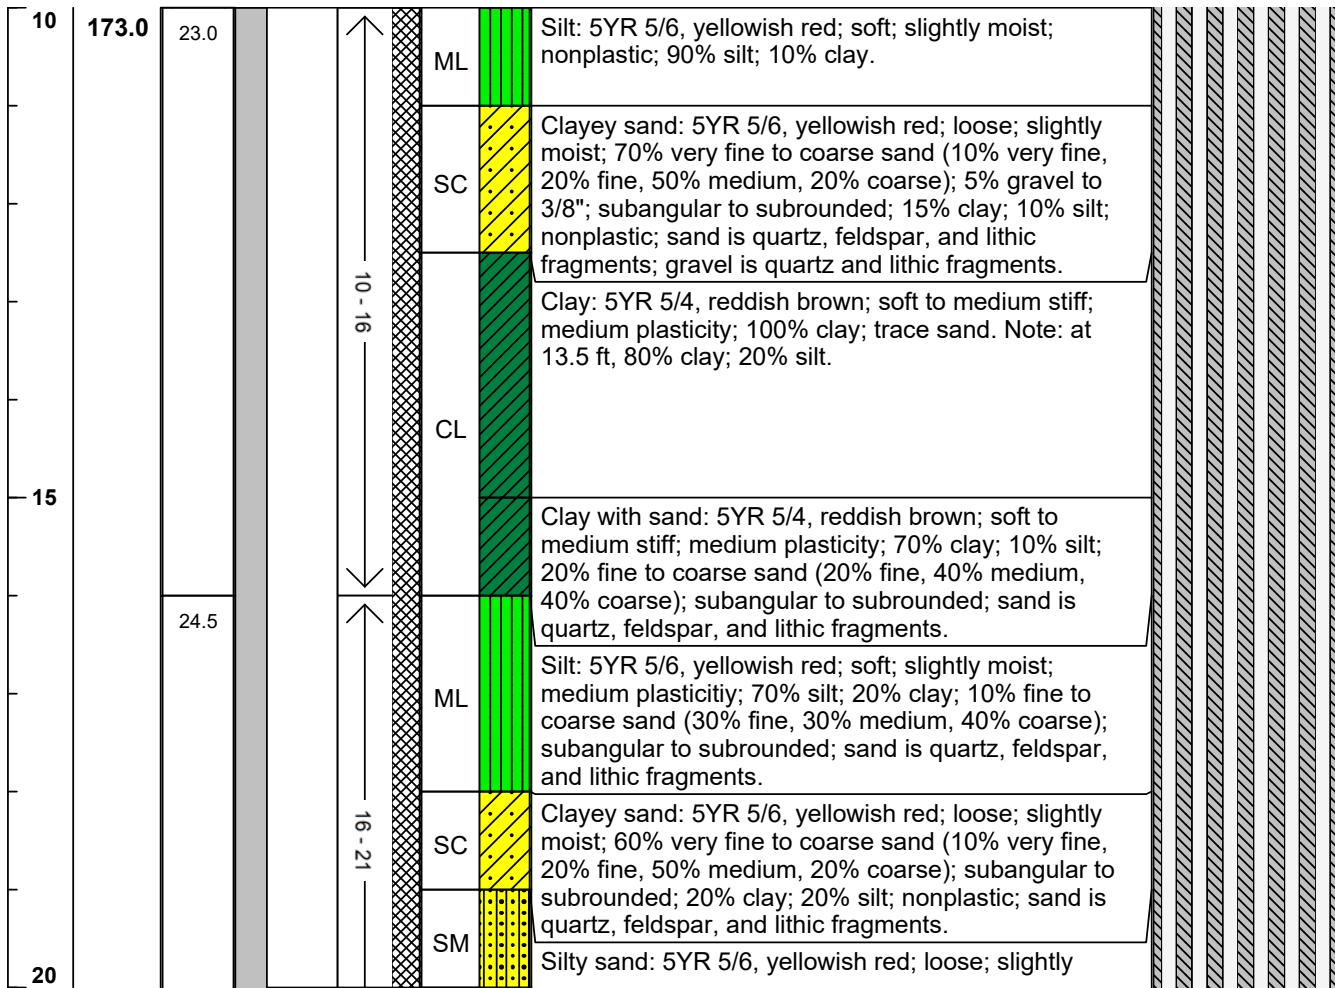 10
173.0
23.0
10 - 16
ML
Silt: 5YR 5/6, yellowish red; soft; slightly moist;
nonplastic; 90% silt; 10% clay.
SC
Clayey sand: 5YR 5/6, yellowish red; loose; slightly
moist; 70% very fine to coarse sand (10% very fine,
20% fine, 50% medium, 20% coarse); 5% gravel to
3/8"; subangular to subrounded; 15% clay; 10% silt;
nonplastic; sand is quartz, feldspar, and lithic
fragments; gravel is quartz and lithic fragments.
CL
Clay: 5YR 5/4, reddish brown; soft to medium stiff;
medium plasticity; 100% clay; trace sand. Note: at
13.5 ft, 80% clay; 20% silt.
15
Clay with sand: 5YR 5/4, reddish brown; soft to
medium stiff; medium plasticity; 70% clay; 10% silt;
20% fine to coarse sand (20% fine, 40% medium,
40% coarse); subangular to subrounded; sand is
quartz, feldspar, and lithic fragments.
24.5
16 - 21
ML
Silt: 5YR 5/6, yellowish red; soft; slightly moist;
medium plasticitiy; 70% silt; 20% clay; 10% fine to
coarse sand (30% fine, 30% medium, 40% coarse);
subangular to subrounded; sand is quartz, feldspar,
and lithic fragments.
SC
Clayey sand: 5YR 5/6, yellowish red; loose; slightly
moist; 60% very fine to coarse sand (10% very fine,
20% fine, 50% medium, 20% coarse); subangular to
subrounded; 20% clay; 20% silt; nonplastic; sand is
quartz, feldspar, and lithic fragments.
SM
Silty sand: 5YR 5/6, yellowish red; loose; slightly
20